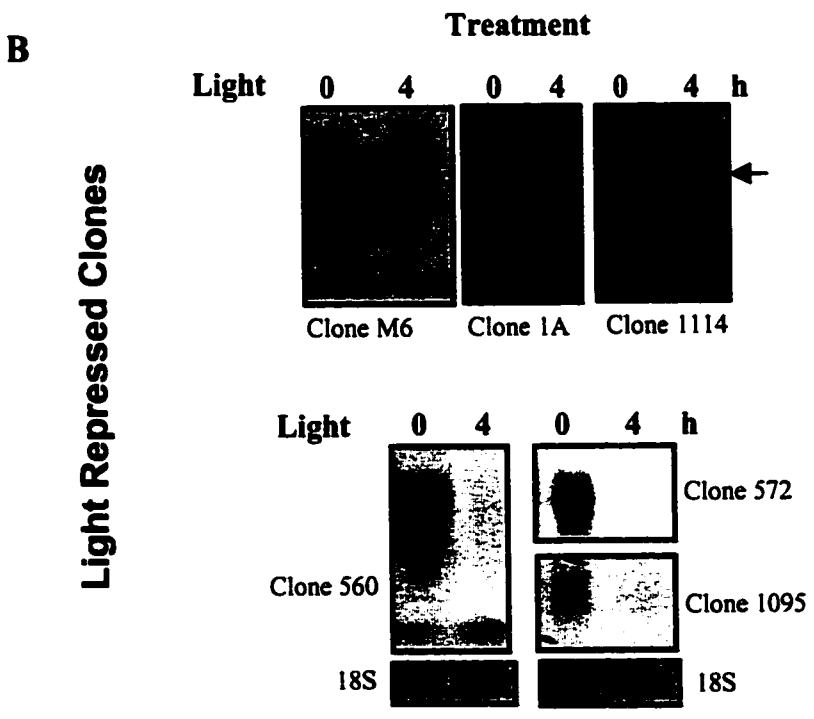 B
Treatment
Light 0 4 0 4 0 4 h
Clone M6 Clone 1A Clone 1114
Light Repressed Clones
Light 0 4 0 4 h
Clone 572
Clone 560
Clone 1095
18S 18S